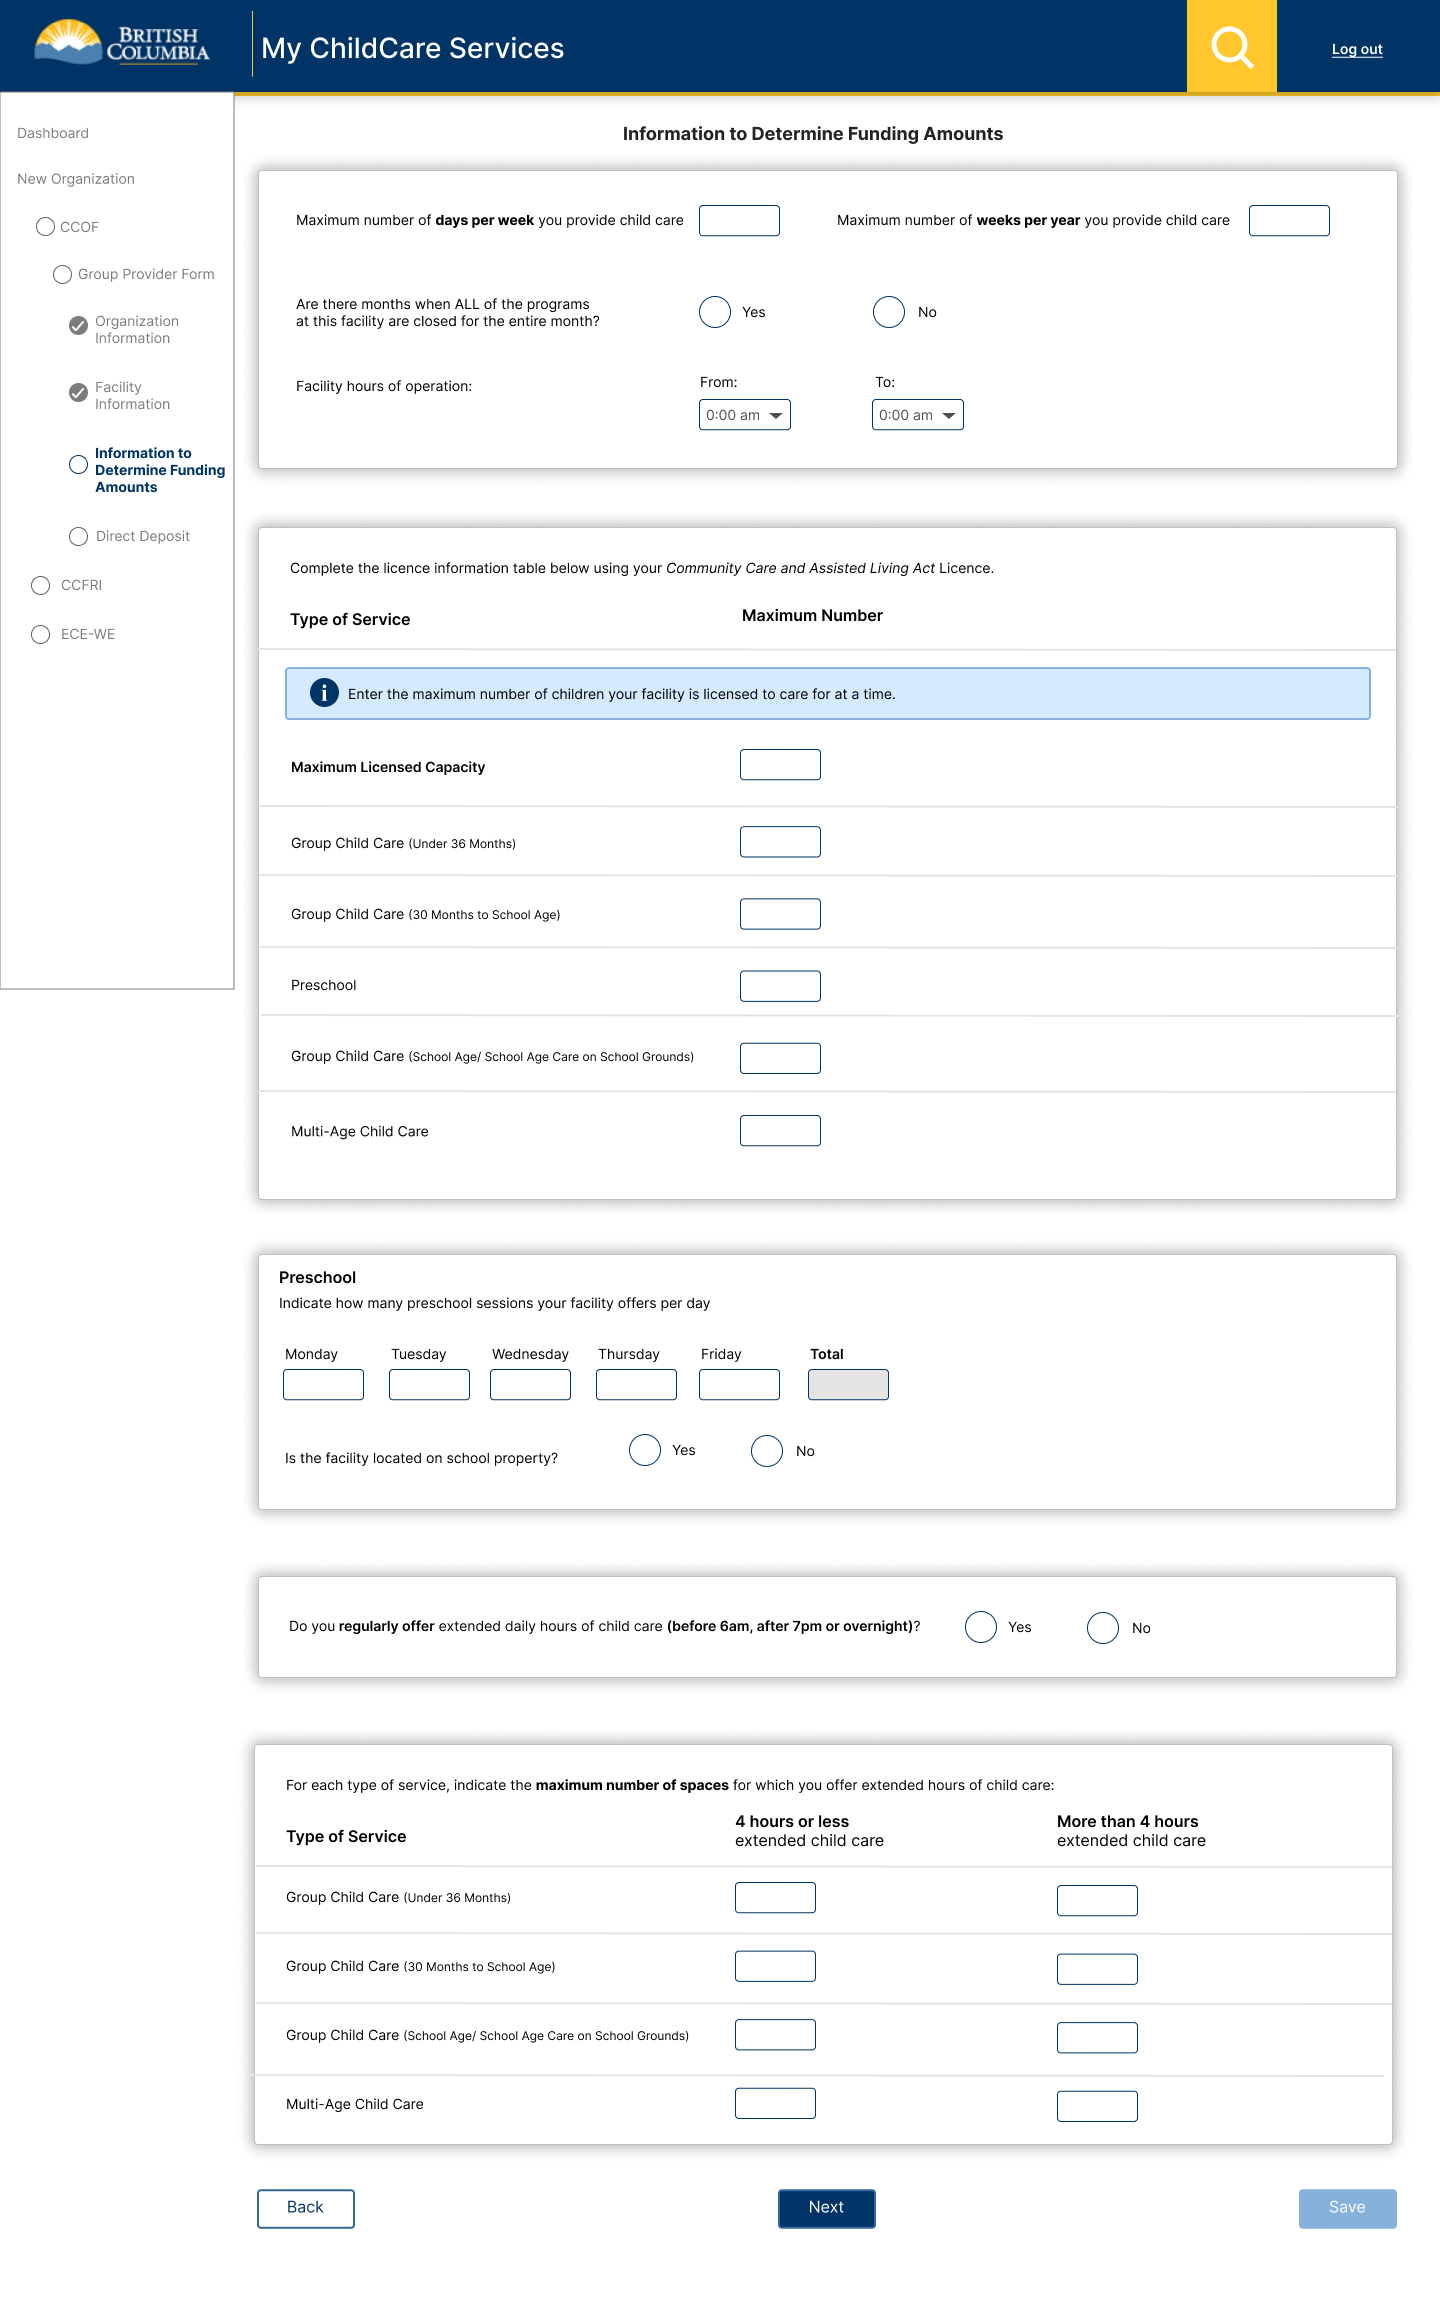 British
Columbia
My ChildCare Services
Log out
Dashboard
New Organization
CCOF
Group Provider Form
Organization
Information
Facility
Information
Information to
Determine Funding
Amounts
Direct Deposit
CCFRI
ECE-WE
Information to Determine Funding Amounts
Maximum number of days per week you provide child care
Maximum number of weeks per year you provide child care
Are there months when ALL of the programs
at this facility are closed for the entire month?
Yes
No
Facility hours of operation:
From:
To:
0:00 am
0:00 am
Complete the licence information table below using your Community Care and Assisted Living Act Licence.
Type of Service
Maximum Number
i Enter the maximum number of children your facility is licensed to care for at a time.
Maximum Licensed Capacity
Group Child Care (Under 36 Months)
Group Child Care (30 Months to School Age)
Preschool
Group Child Care (School Age/ School Age Care on School Grounds)
Multi-Age Child Care
Preschool
Indicate how many preschool sessions your facility offers per day
Monday
Tuesday
Wednesday
Thursday
Friday
Total
Is the facility located on school property?
Yes
No
Do you regularly offer extended daily hours of child care (before 6am, after 7pm or overnight)?
Yes
No
For each type of service, indicate the maximum number of spaces for which you offer extended hours of child care:
Type of Service
4 hours or less
extended child care
More than 4 hours
extended child care
Group Child Care (Under 36 Months)
Group Child Care (30 Months to School Age)
Group Child Care (School Age/ School Age Care on School Grounds)
Multi-Age Child Care
Back
Next
Save